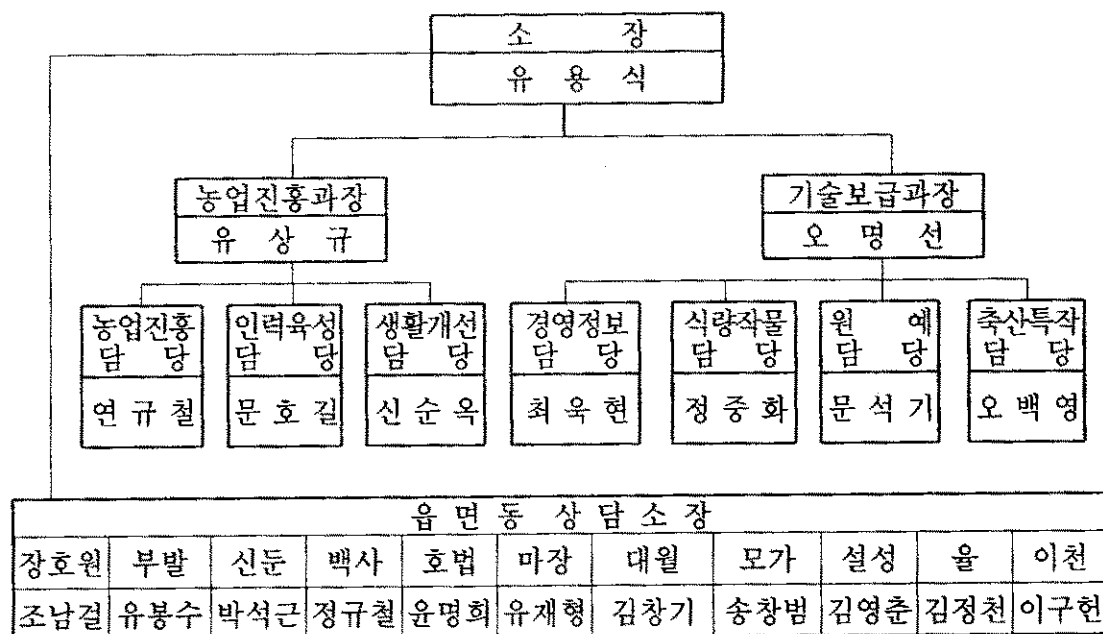 소 장
유 용 식
농업진흥과장
유 상 규
기술보급과장
오 명 선
농업진흥
담 당
연 규 철
인력육성
담 당
문 호 길
생활개선
담 당
신 순 옥
경영정보
담 당
최 욱 현
식량작물
담 당
정 중 화
원 예
담 당
문 석 기
축산특작
담 당
오 백 영
읍 면 동 상 담 소 장
장호원 부발 신둔 백사 호법 마장 대월 모가 설성 율 이천
조남걸 유봉수 박석근 정규철 윤명희 유재형 김창기 송창범 김영춘 김정천 이구헌